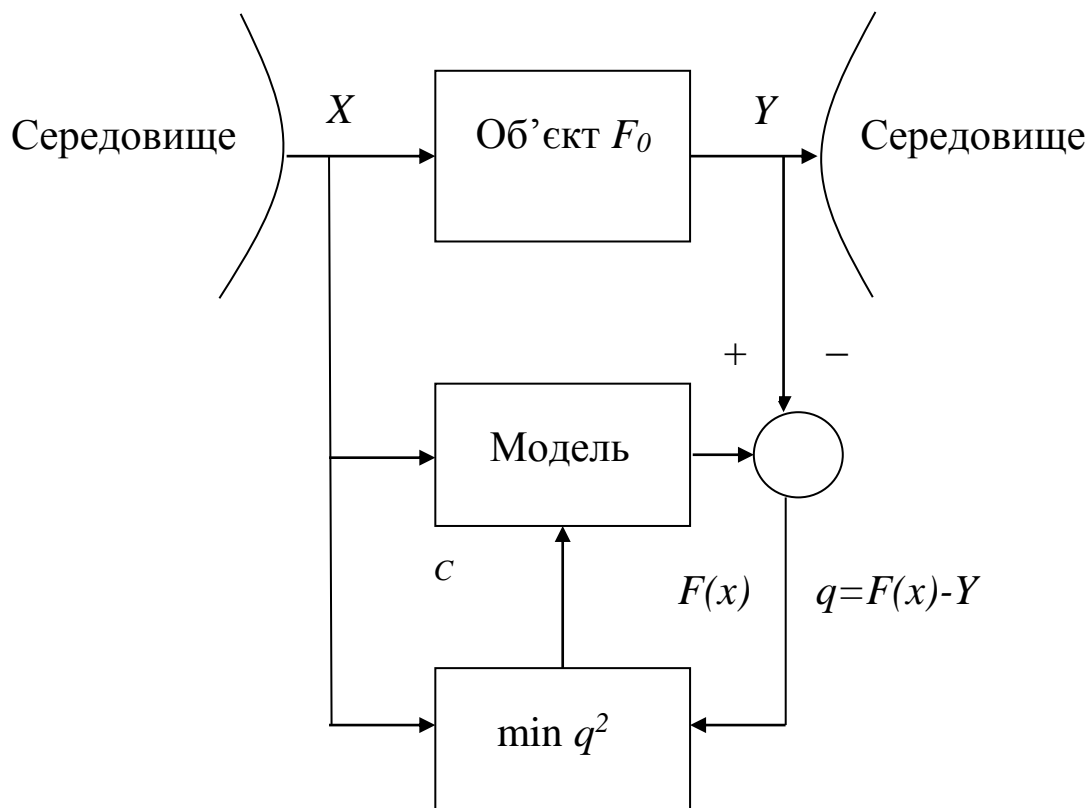 X
Y
Середовище
Об’єкт F₀
Середовище
+
−
Модель
C
F(x)
q=F(x)-Y
min q²